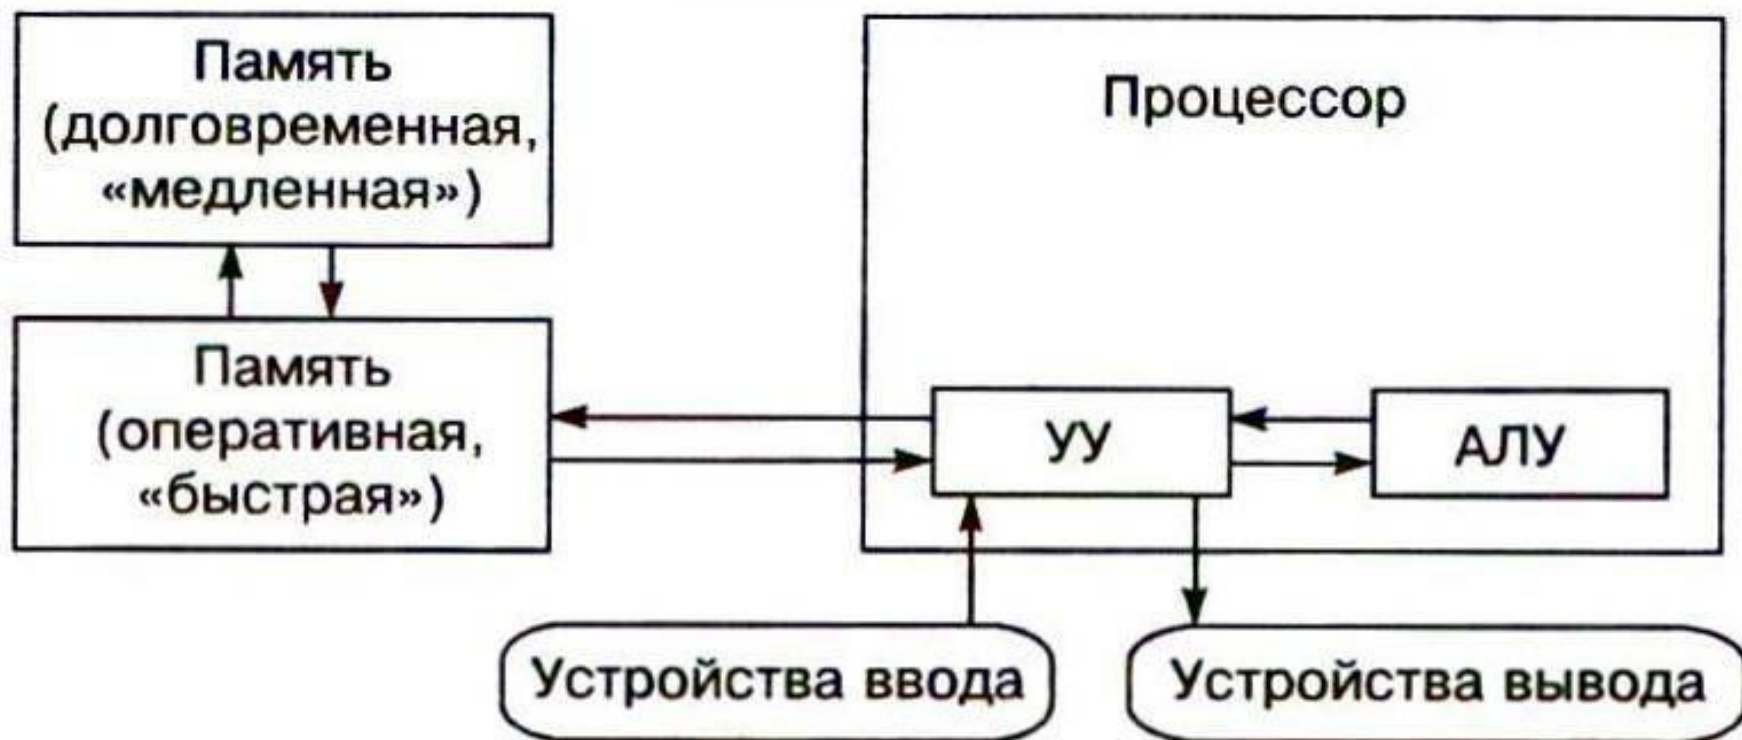 Память
(долговременная,
«медленная»)
Процессор
Память
(оперативная,
«быстрая»)
УУ
АЛУ
Устройства ввода
Устройства вывода